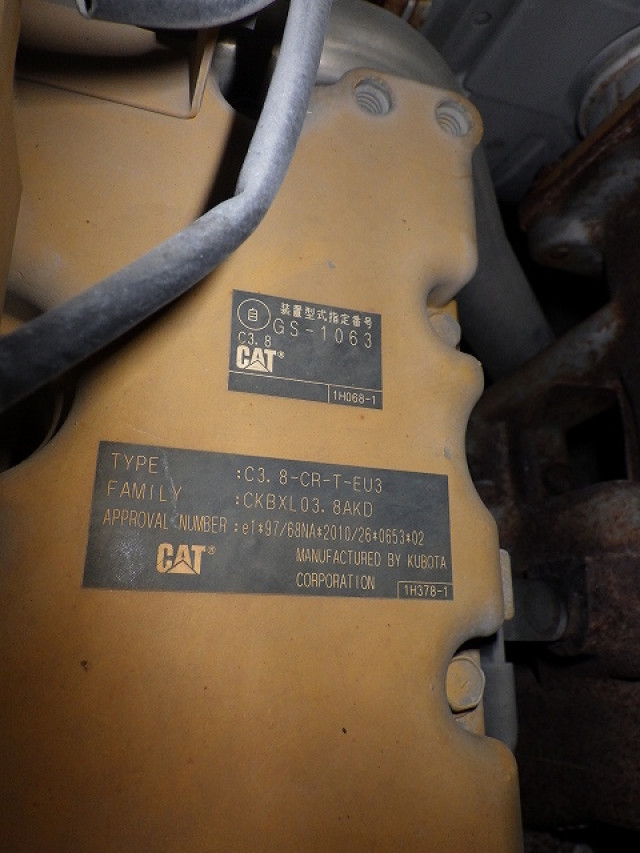 自 装置型式指定番号
GS-1063
C3.8
CAT®
1H068-1
TYPE :C3.8-CR-T-EU3
FAMILY :CKBXL03.8AKD
APPROVAL NUMBER :e1*97/68NA*2010/26*0653*02
CAT® MANUFACTURED BY KUBOTA
CORPORATION
1H378-1